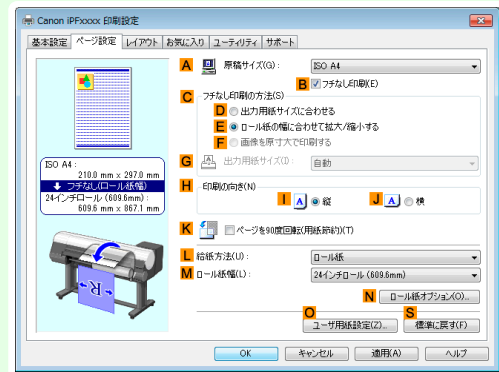 Canon iPFxxxx 印刷設定
基本設定 ページ設定 レイアウト お気に入り ユーティリティ サポート
A 原稿サイズ(G): ISO A4
B フチなし印刷(E)
C フチなし印刷の方法(S)
D 出力用紙サイズに合わせる
E ロール紙の幅に合わせて拡大/縮小する
F 画像を原寸大で印刷する
G 出力用紙サイズ(I): 自動
ISO A4:
210.0 mm x 297.0 mm
フチなし(ロール紙幅)
24インチロール (609.6mm):
609.6 mm x 867.1 mm
H 印刷の向き(N)
I A 縦 J A 横
K ページを90度回転(用紙節約)(T)
L 給紙方法(U): ロール紙
M ロール紙幅(L): 24インチロール (609.6mm)
R
N ロール紙オプション(O)...
O S
ユーザ用紙設定(Z)... 標準に戻す(F)
OK キャンセル 適用(A) ヘルプ